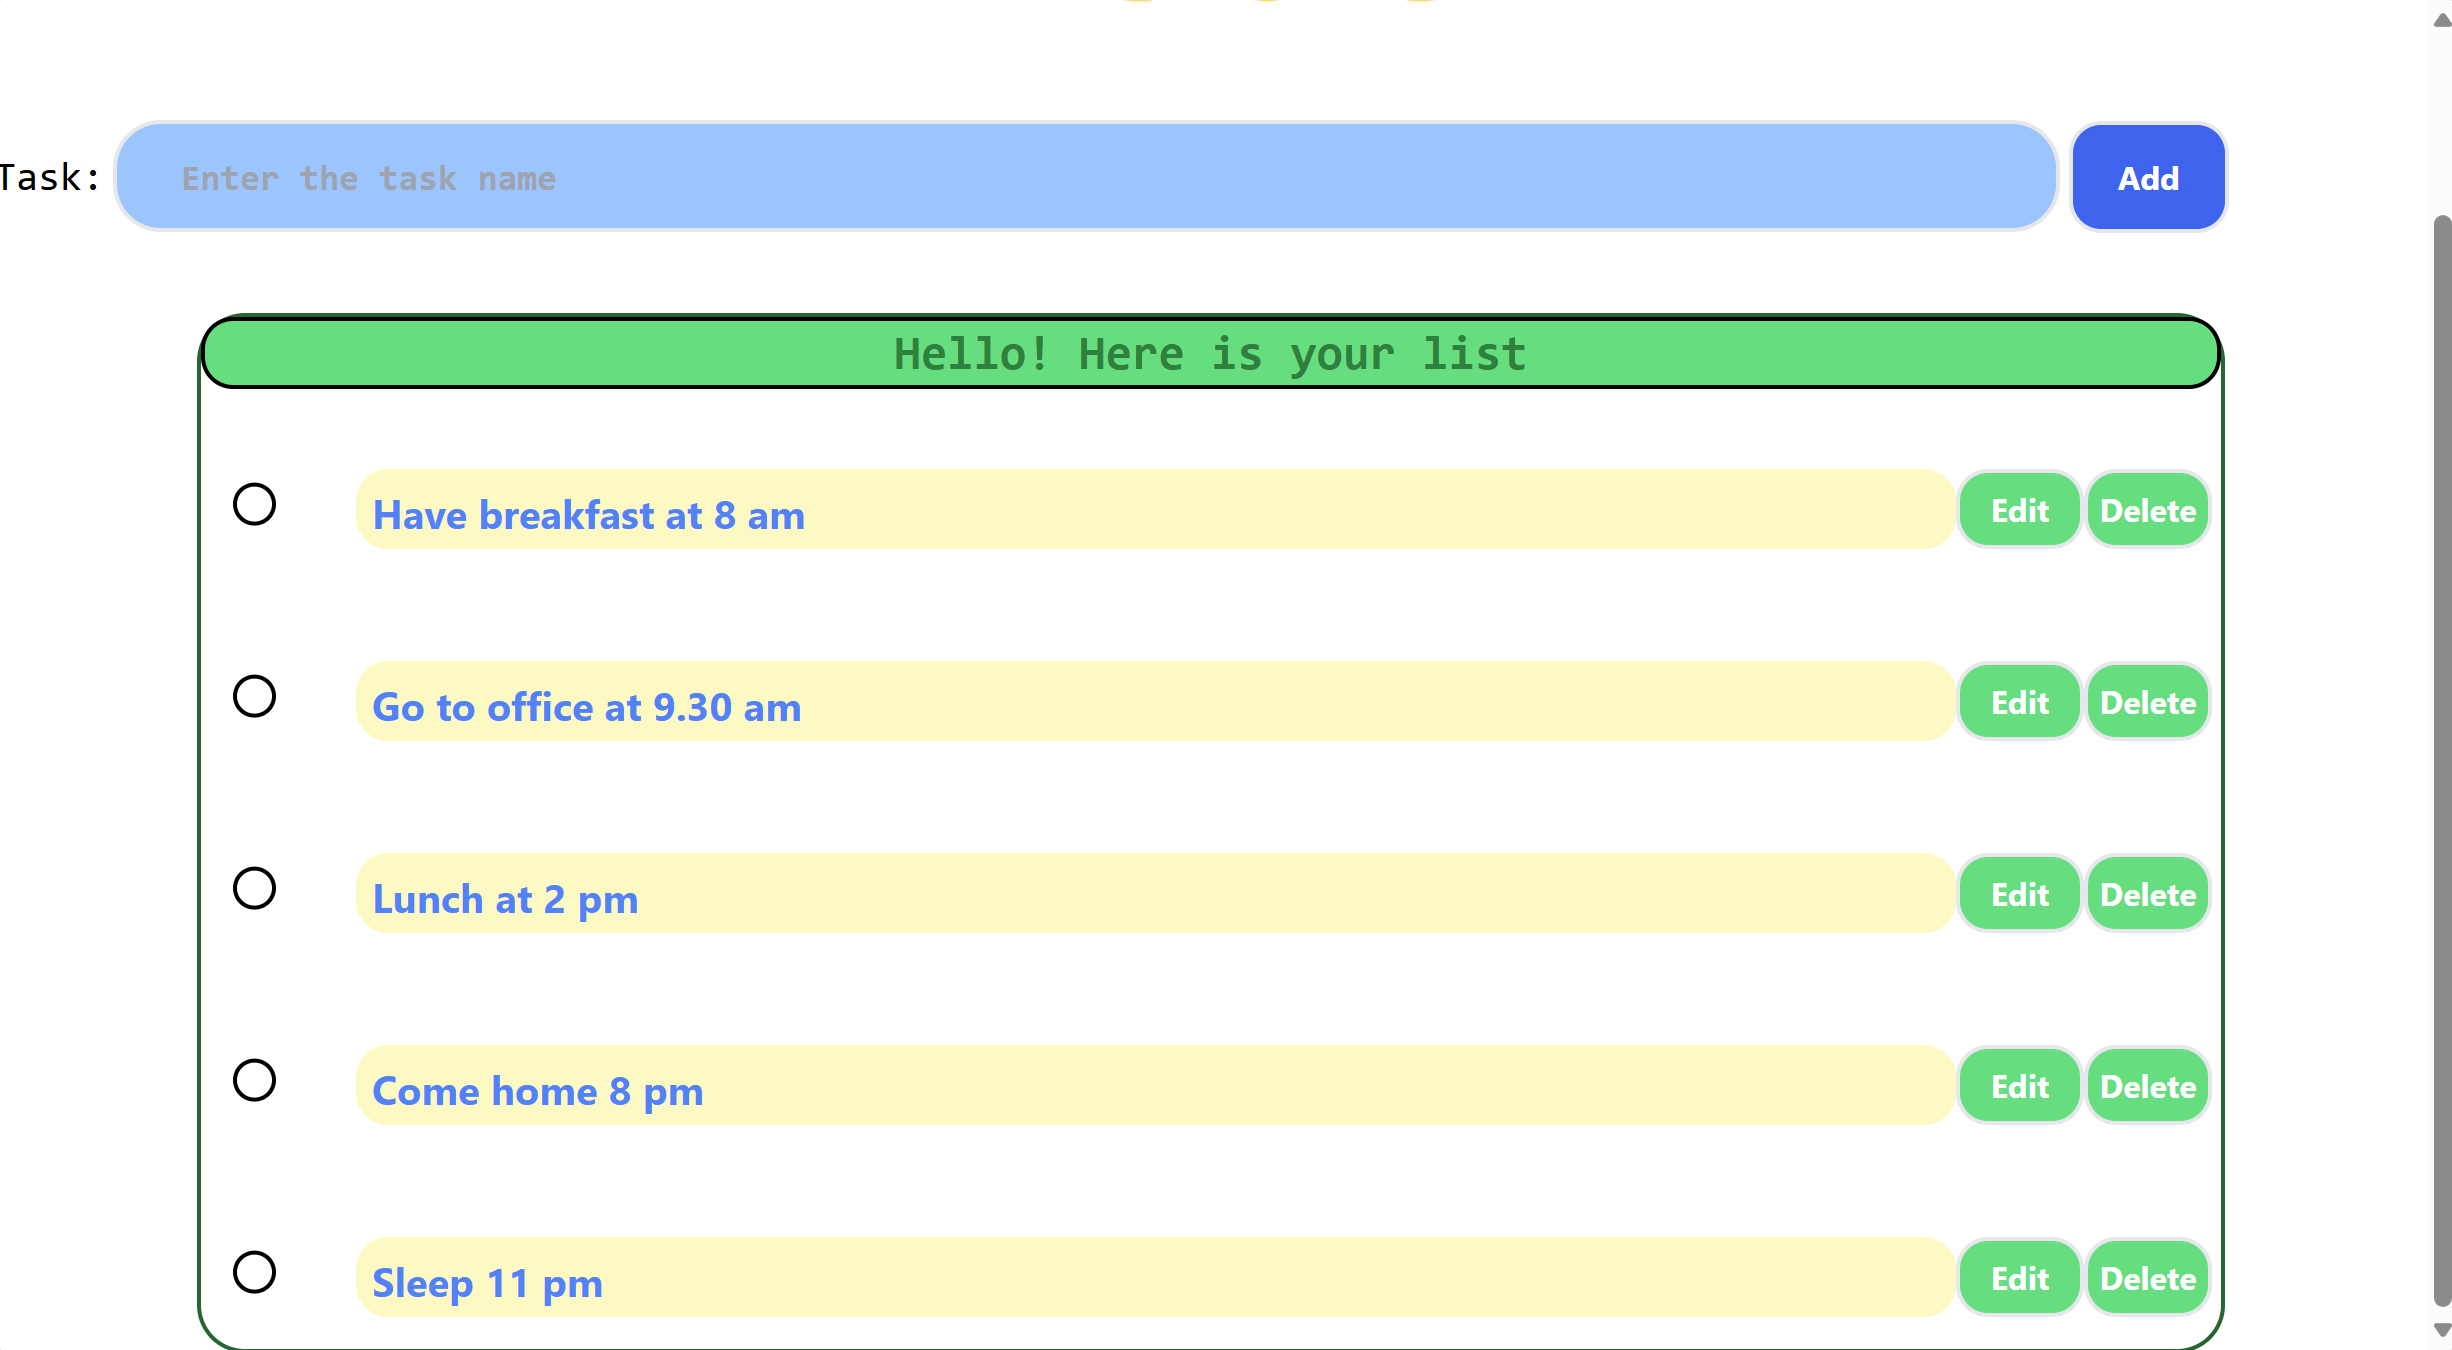 Task: Enter the task name Add
Hello! Here is your list
Have breakfast at 8 am Edit Delete
Go to office at 9.30 am Edit Delete
Lunch at 2 pm Edit Delete
Come home 8 pm Edit Delete
Sleep 11 pm Edit Delete